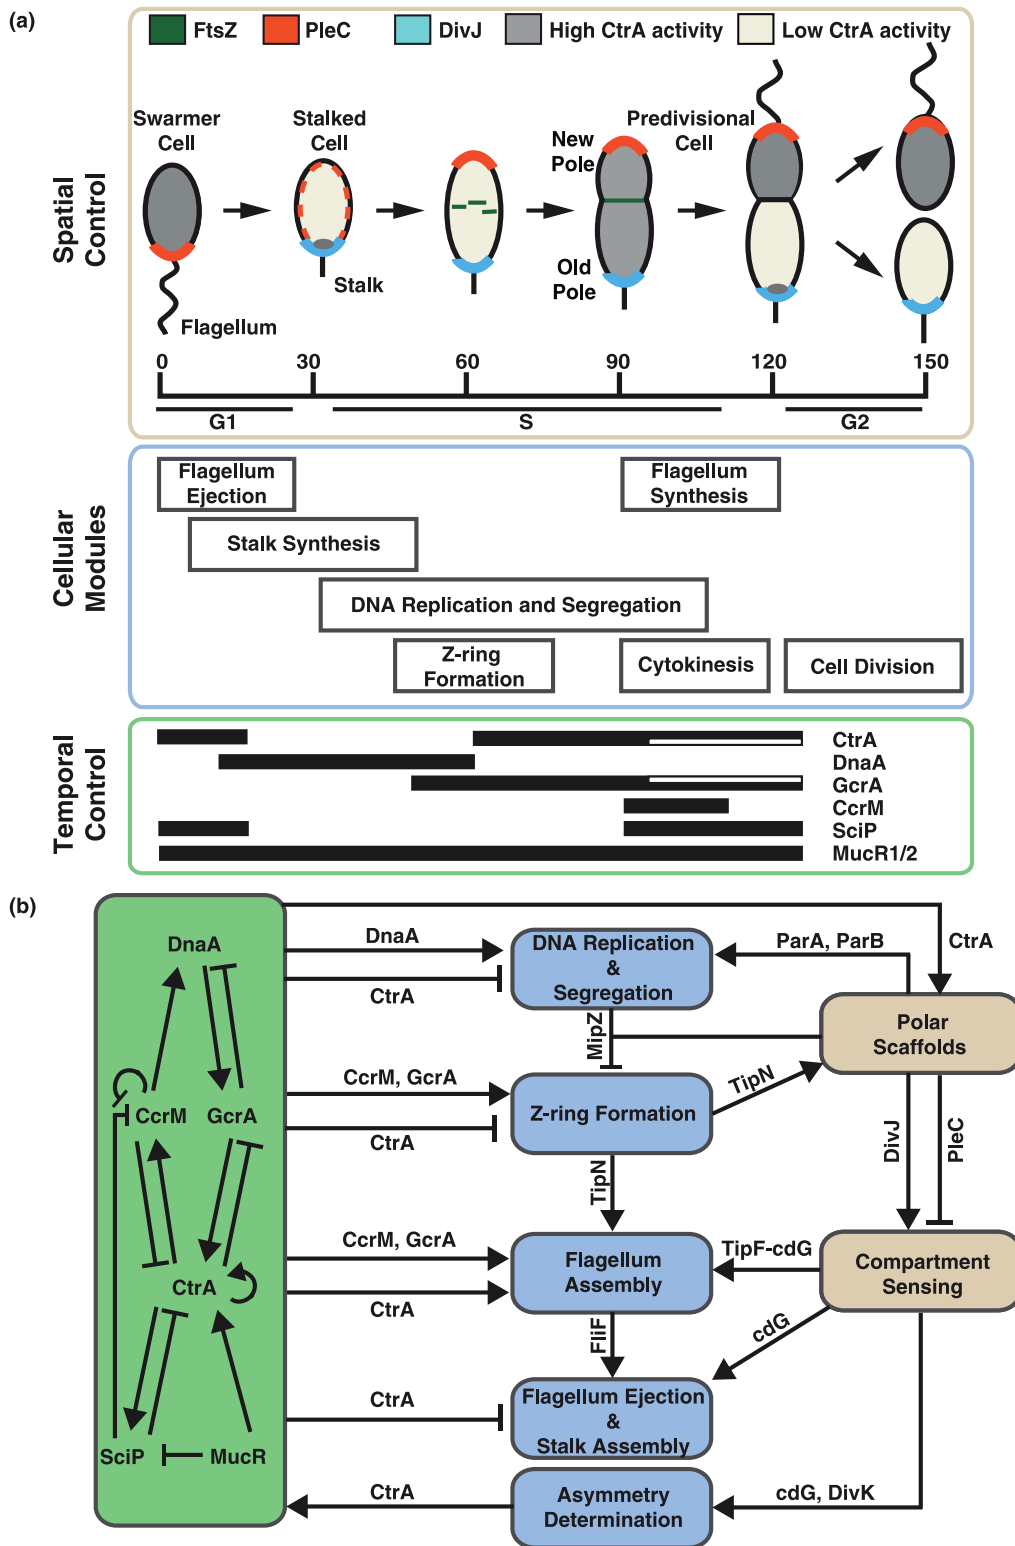 (a)
FtsZ
PleC
DivJ
High CtrA activity
Low CtrA activity
Spatial
Control
Swarmer
Cell
Stalked
Cell
New
Pole
Predivisional
Cell
Old
Pole
Stalk
Flagellum
0
30
60
90
120
150
G1
S
G2
Cellular
Modules
Flagellum
Ejection
Flagellum
Synthesis
Stalk Synthesis
DNA Replication and Segregation
Z-ring
Formation
Cytokinesis
Cell Division
Temporal
Control
CtrA
DnaA
GcrA
CcrM
SciP
MucR1/2
(b)
DnaA
CcrM
GcrA
CtrA
SciP
MucR
DnaA
CtrA
DNA Replication
&
Segregation
ParA, ParB
CtrA
MipZ
Polar
Scaffolds
CcrM, GcrA
CtrA
Z-ring Formation
TipN
DivJ
PleC
TipN
CcrM, GcrA
CtrA
Flagellum
Assembly
TipF-cdG
Compartment
Sensing
FliF
cdG
CtrA
Flagellum Ejection
&
Stalk Assembly
CtrA
Asymmetry
Determination
cdG, DivK